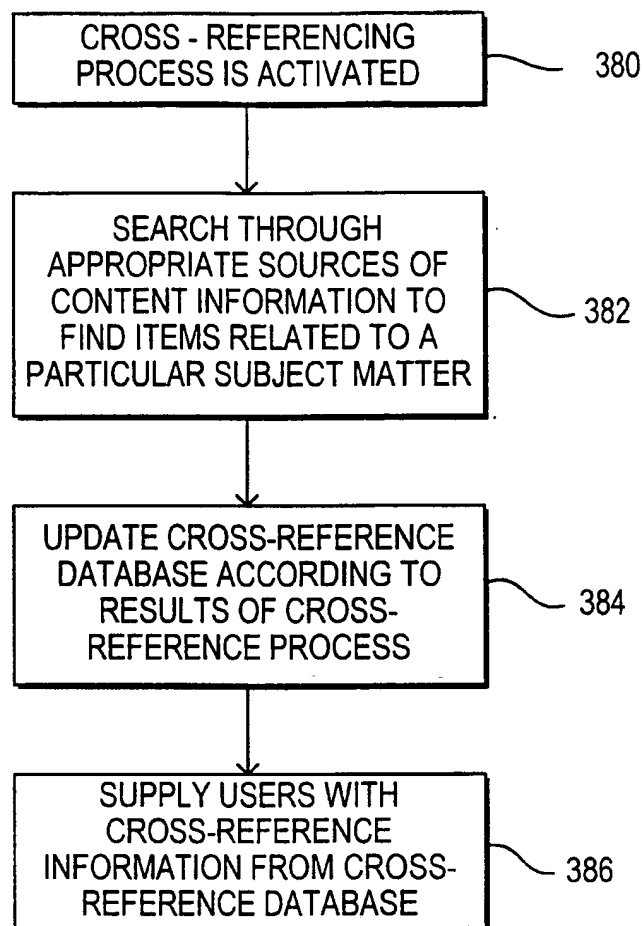 CROSS - REFERENCING
PROCESS IS ACTIVATED
380
SEARCH THROUGH
APPROPRIATE SOURCES OF
CONTENT INFORMATION TO
FIND ITEMS RELATED TO A
PARTICULAR SUBJECT MATTER
382
UPDATE CROSS-REFERENCE
DATABASE ACCORDING TO
RESULTS OF CROSS-
REFERENCE PROCESS
384
SUPPLY USERS WITH
CROSS-REFERENCE
INFORMATION FROM CROSS-
REFERENCE DATABASE
386